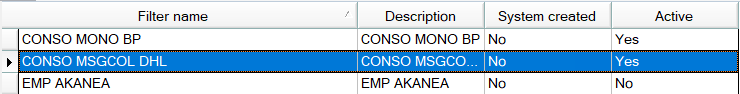 Filter name Description System created Active
CONSO MONO BP CONSO MONO BP No Yes
CONSO MSGCOL DHL CONSO MSGCO... No Yes
EMP AKANEA EMP AKANEA No No